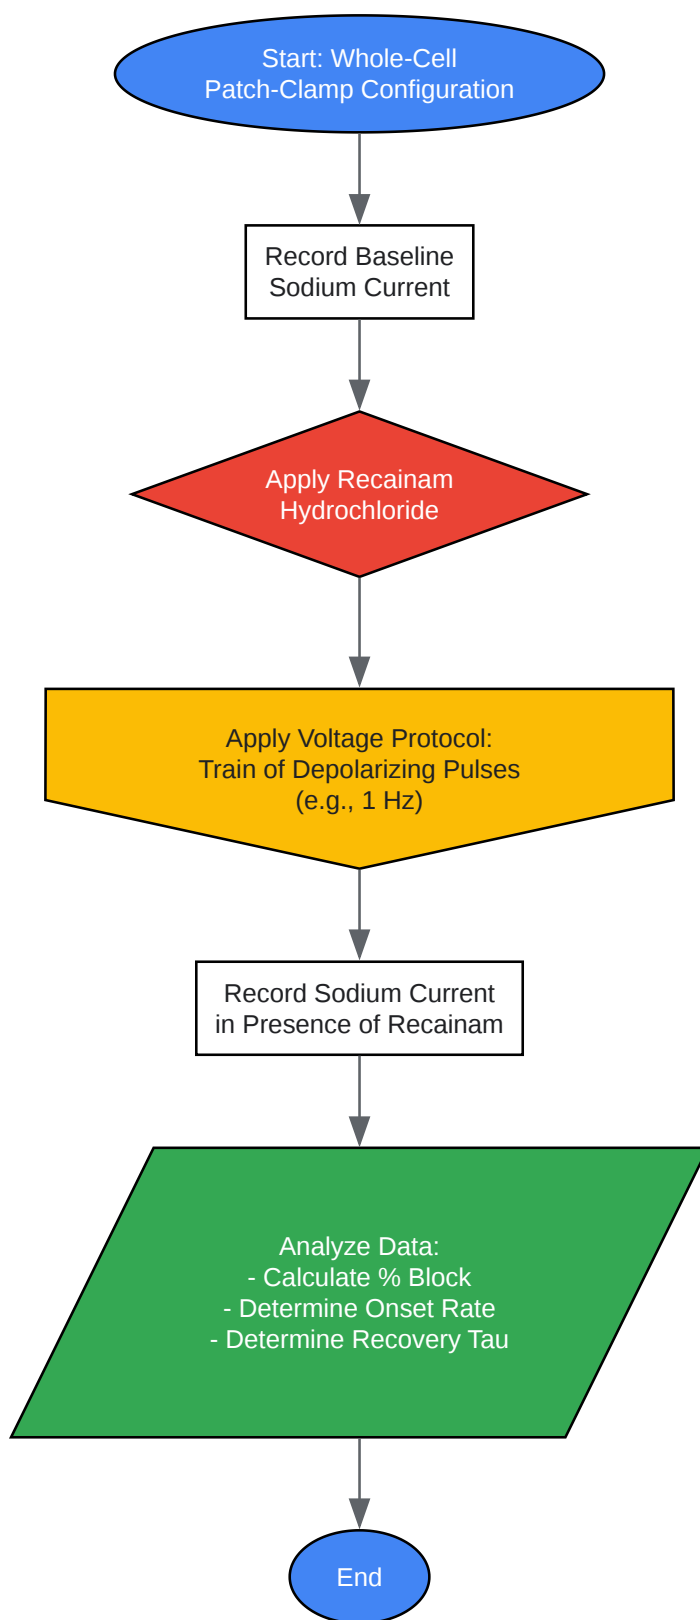 Start: Whole-Cell
Patch-Clamp Configuration
Record Baseline
Sodium Current
Apply Recainam
Hydrochloride
Apply Voltage Protocol:
Train of Depolarizing Pulses
(e.g., 1 Hz)
Record Sodium Current
in Presence of Recainam
Analyze Data:
- Calculate % Block
- Determine Onset Rate
- Determine Recovery Tau
End